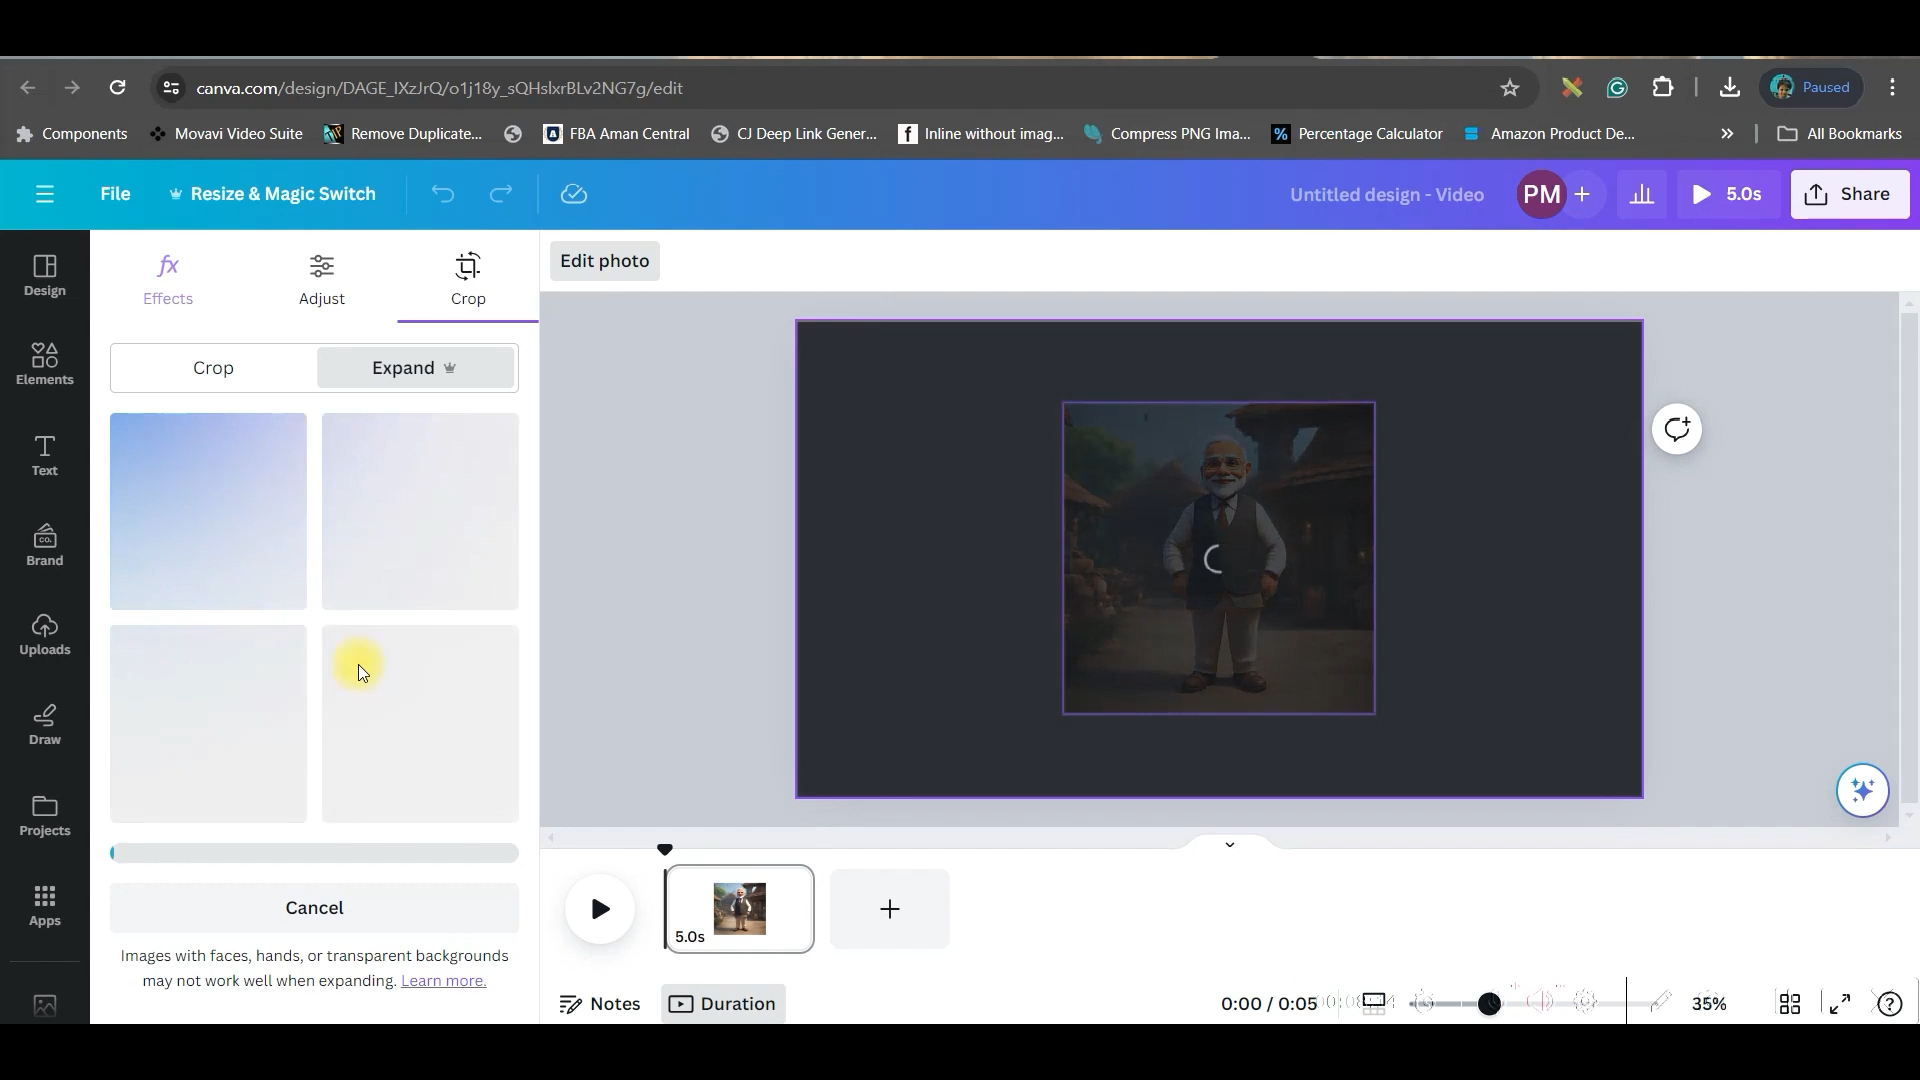 canva.com/design/DAGE_IXzJrQ/o1j18y_sQHslxrBLv2NG7g/edit
Paused
Components
Movavi Video Suite
Remove Duplicate...
FBA Aman Central
CJ Deep Link Gener...
Inline without imag...
Compress PNG Ima...
Percentage Calculator
Amazon Product De...
All Bookmarks
File
Resize & Magic Switch
Untitled design - Video
PM
5.0s
Share
Design
Elements
Text
Brand
Uploads
Draw
Projects
Apps
fx
Effects
Adjust
Crop
Crop
Expand
Cancel
Images with faces, hands, or transparent backgrounds
may not work well when expanding. Learn more.
Edit photo
5.0s
Notes
Duration
0:00 / 0:05
35%